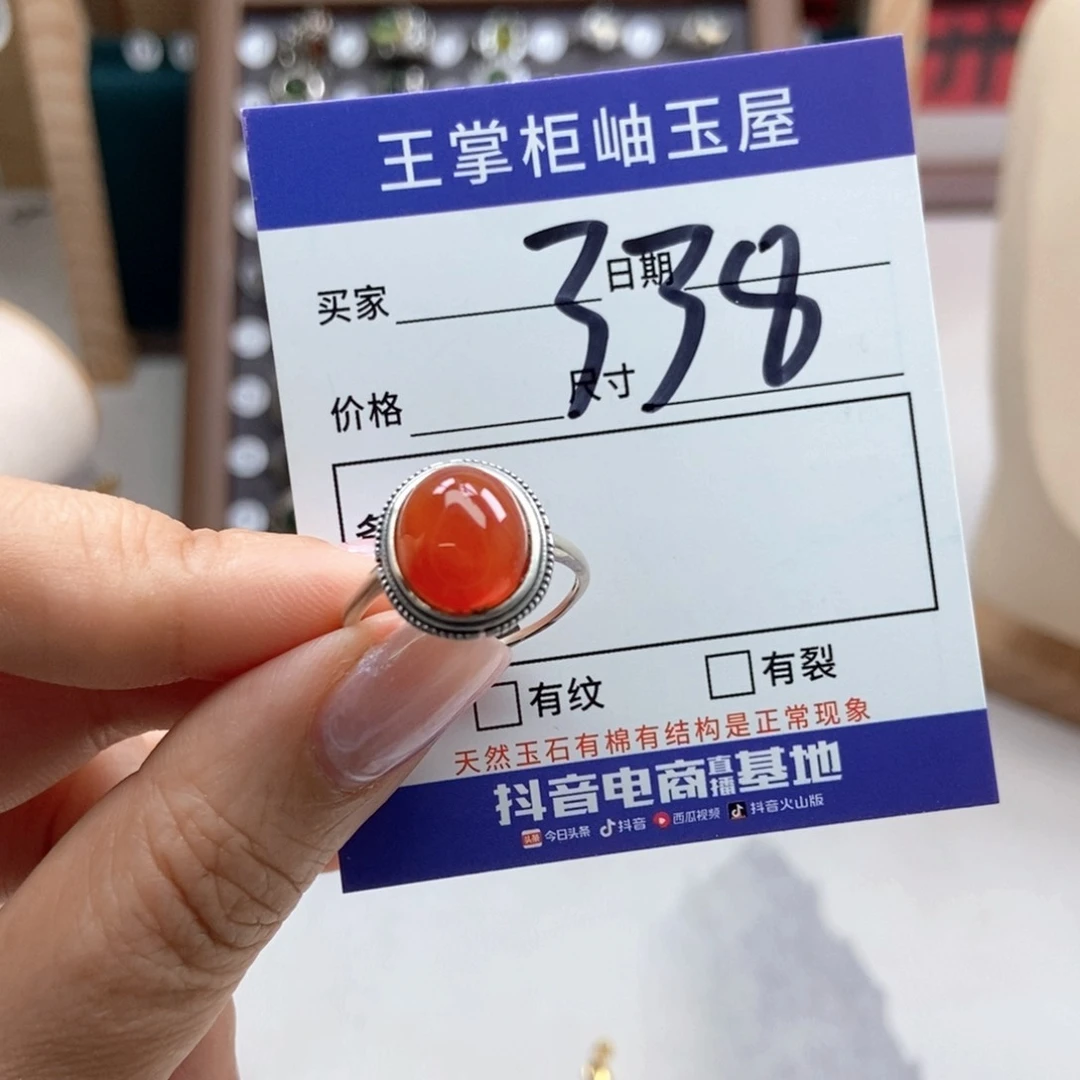 王掌柜岫玉屋
338
买家 日期
价格 尺寸
有纹 有裂
天然玉石有棉有结构是正常现象
抖音电商直播基地
头条 今日头条 抖音 西瓜视频 抖音火山版